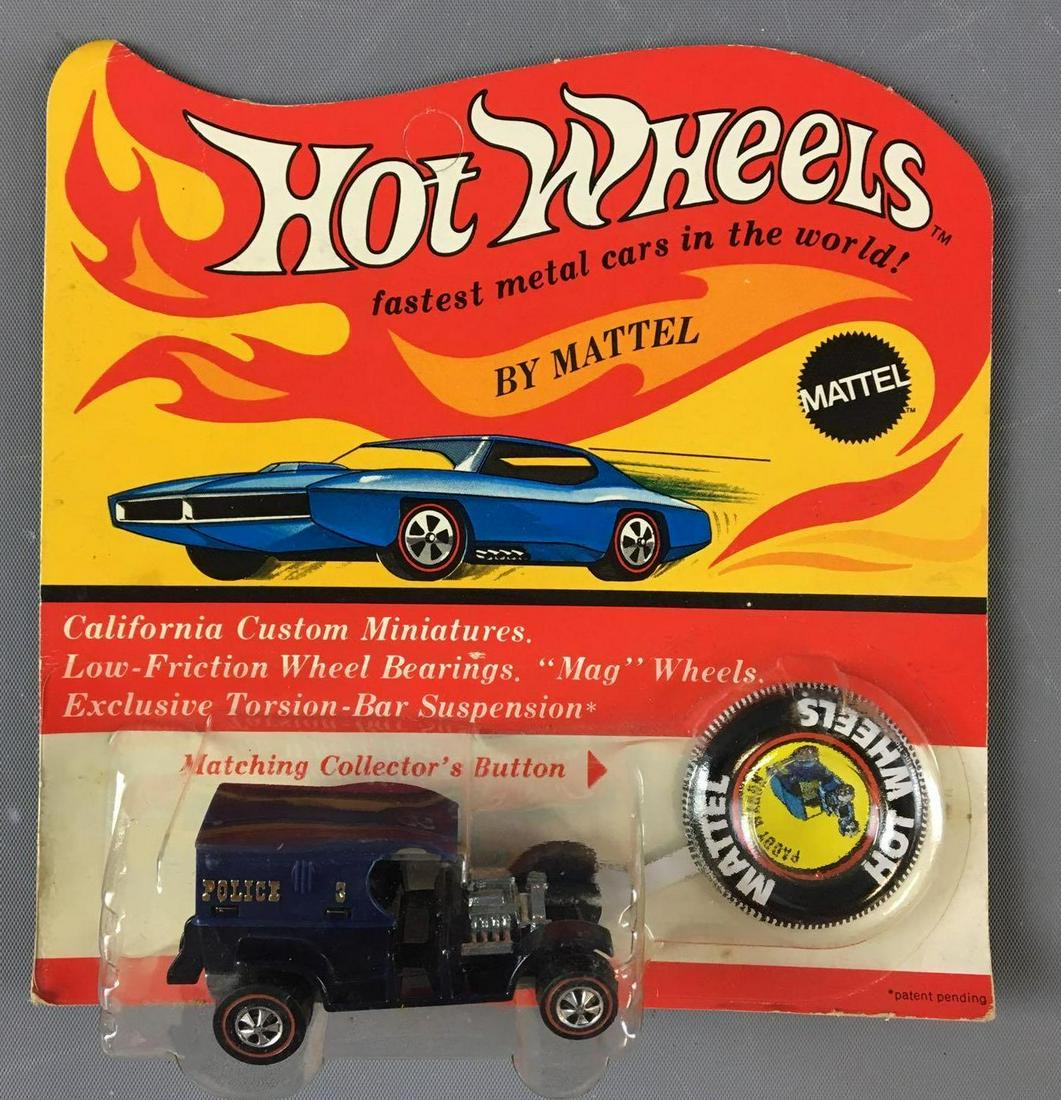 Hot Wheels™
fastest metal cars in the world!
BY MATTEL
MATTEL™
California Custom Miniatures.
Low-Friction Wheel Bearings. “Mag” Wheels.
Exclusive Torsion-Bar Suspension*
Matching Collector's Button
MATTEL
HOT WHEELS
PADDY WAGON
POLICE 3
*patent pending